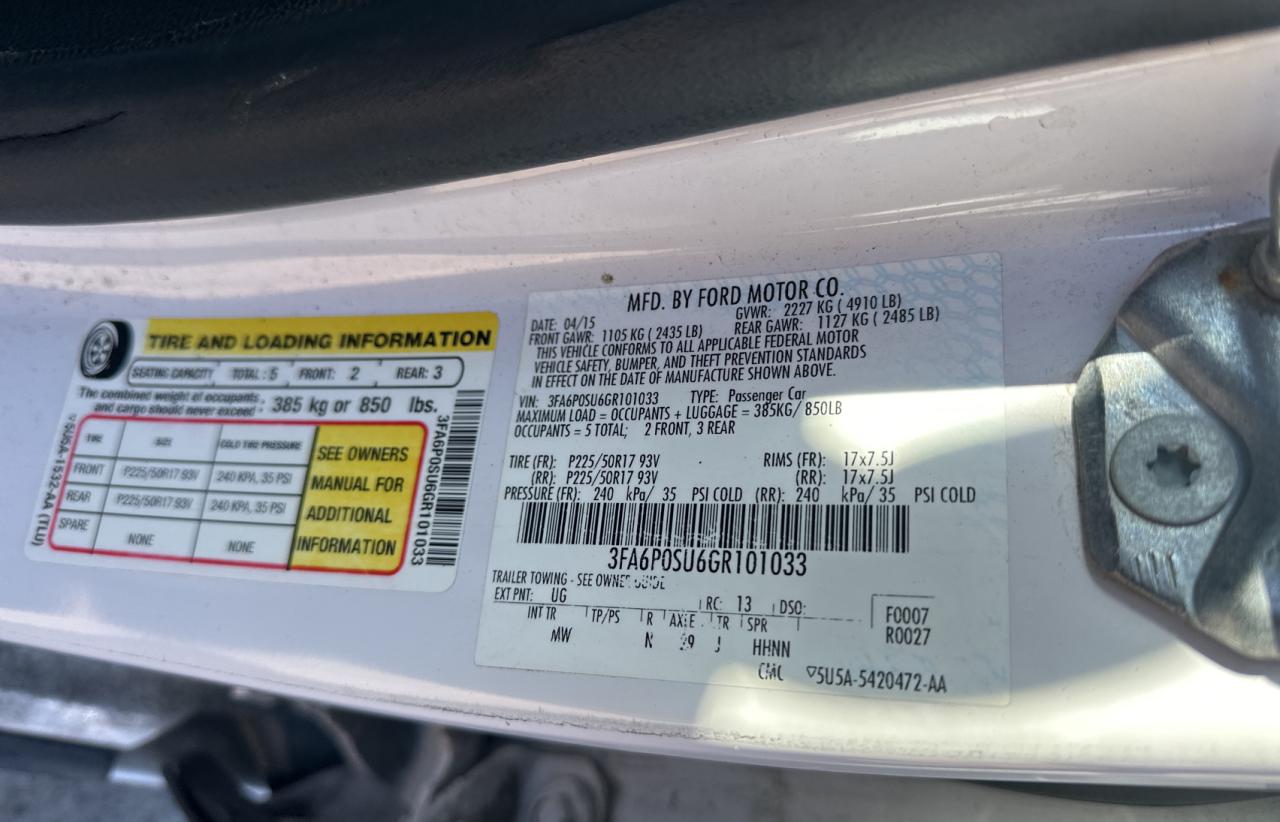 TIRE AND LOADING INFORMATION
SEATING CAPACITY TOTAL : 5 FRONT: 2 REAR: 3
The combined weight of occupants
and cargo should never exceed : 385 kg or 850 lbs.
TIRE SIZE COLD TIRE PRESSURE
FRONT P225/50R17 93V 240 KPA, 35 PSI
REAR P225/50R17 93V 240 KPA, 35 PSI
SPARE NONE NONE
SEE OWNERS
MANUAL FOR
ADDITIONAL
INFORMATION
3FA6P0SU6GR101033
5U5A-1532-AA (TLU)
MFD. BY FORD MOTOR CO.
DATE: 04/15 GVWR: 2227 KG ( 4910 LB)
FRONT GAWR: 1105 KG ( 2435 LB) REAR GAWR: 1127 KG ( 2485 LB)
THIS VEHICLE CONFORMS TO ALL APPLICABLE FEDERAL MOTOR
VEHICLE SAFETY, BUMPER, AND THEFT PREVENTION STANDARDS
IN EFFECT ON THE DATE OF MANUFACTURE SHOWN ABOVE.
VIN: 3FA6P0SU6GR101033 TYPE: Passenger Car
MAXIMUM LOAD = OCCUPANTS + LUGGAGE = 385KG/ 850LB
OCCUPANTS = 5 TOTAL; 2 FRONT, 3 REAR
TIRE (FR): P225/50R17 93V RIMS (FR): 17x7.5J
(RR): P225/50R17 93V (RR): 17x7.5J
PRESSURE (FR): 240 kPa/ 35 PSI COLD (RR): 240 kPa/ 35 PSI COLD
3FA6P0SU6GR101033
TRAILER TOWING - SEE OWNER GUIDE
EXT PNT: UG RC: 13 DSO:
INT TR TP/PS R AXLE TR SPR
MW N 9 J HHNN
F0007
R0027
CMC 5U5A-5420472-AA